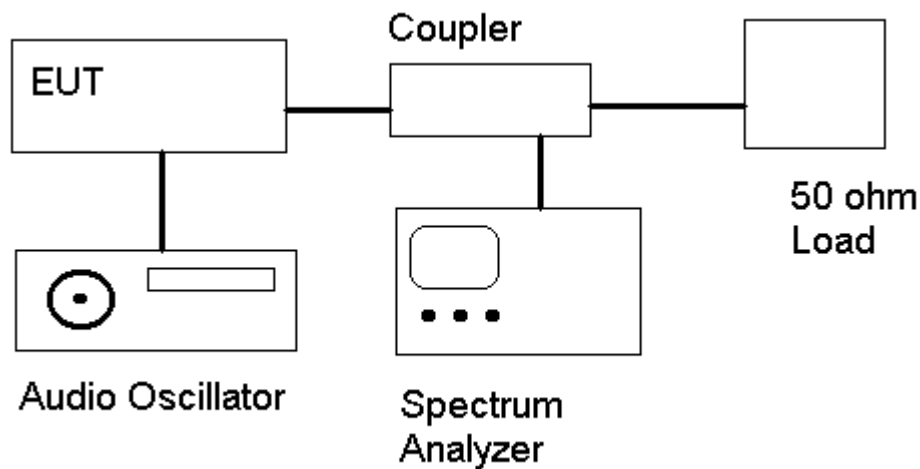 Coupler
EUT
50 ohm
Load
Audio Oscillator
Spectrum
Analyzer